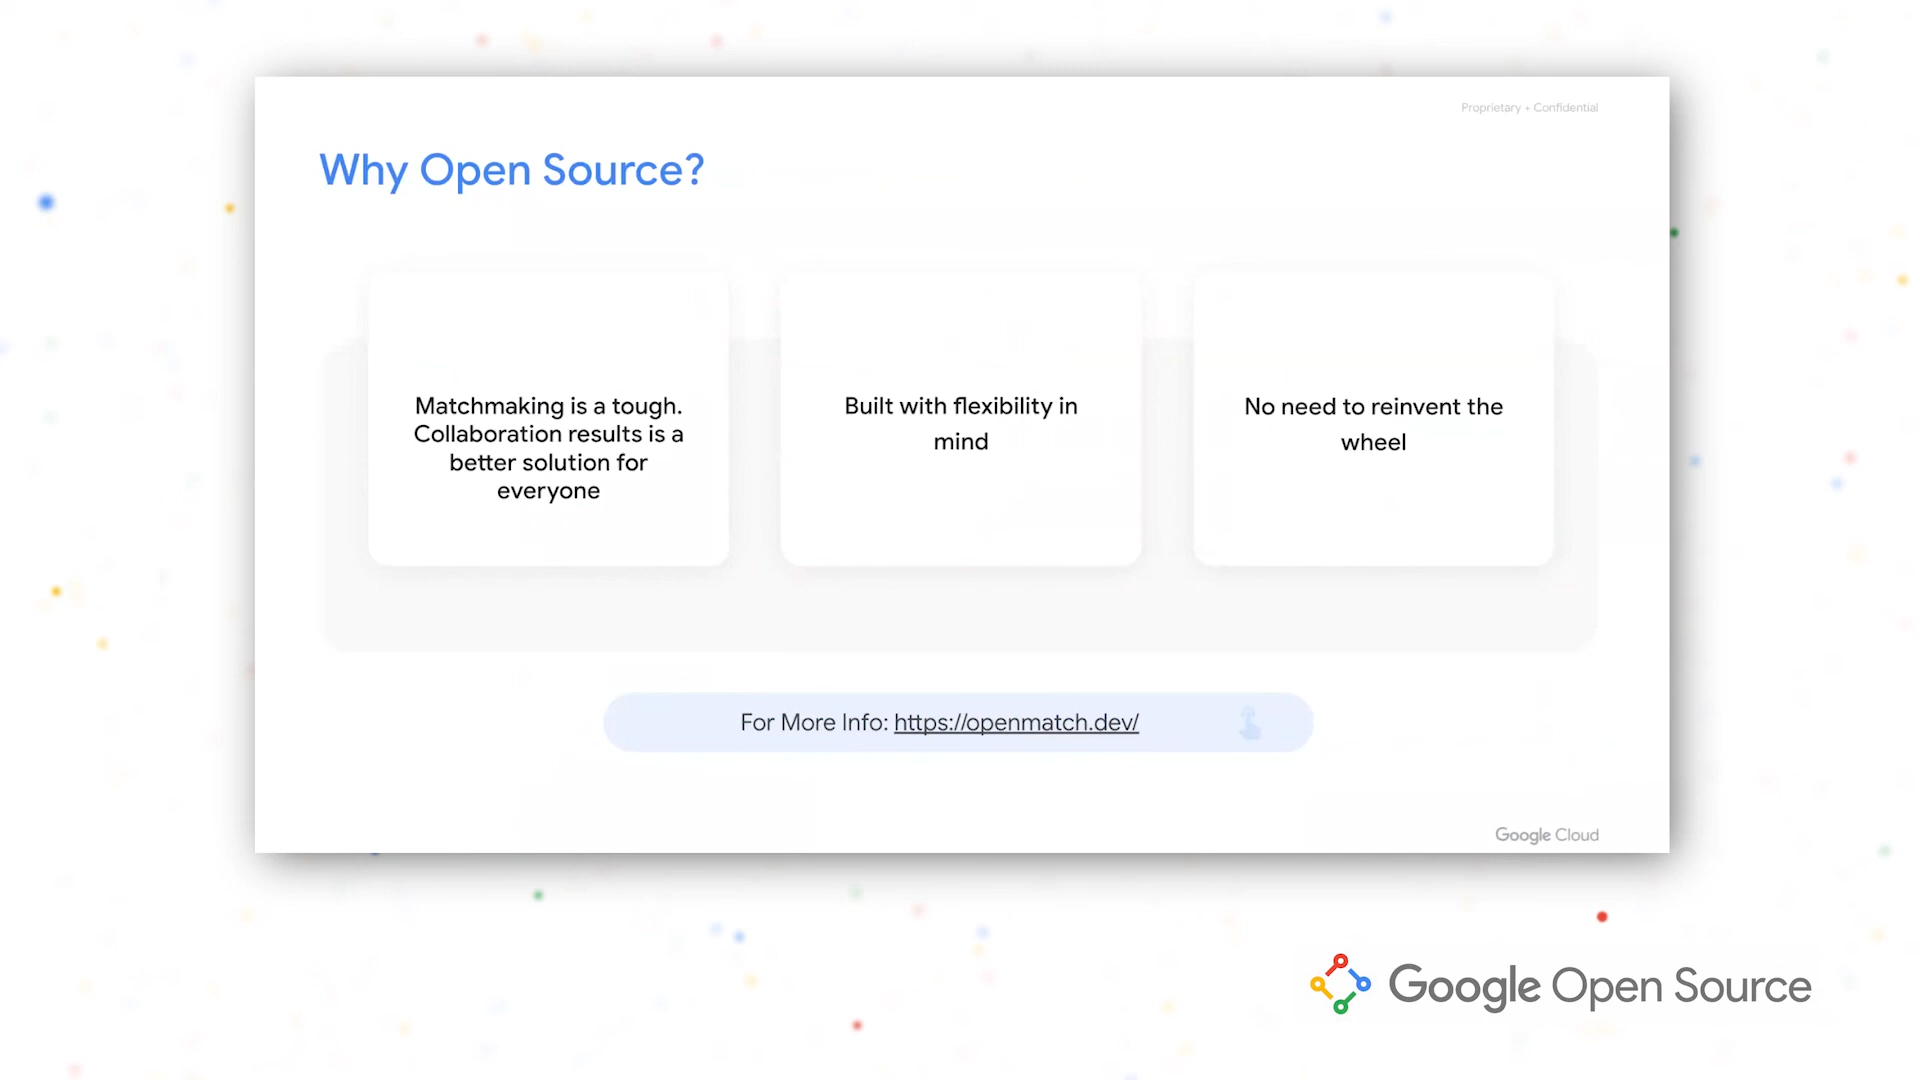 Proprietary + Confidential
Why Open Source?
Matchmaking is a tough.
Collaboration results is a
better solution for
everyone
Built with flexibility in
mind
No need to reinvent the
wheel
For More Info: https://openmatch.dev/
Google Cloud
Google Open Source